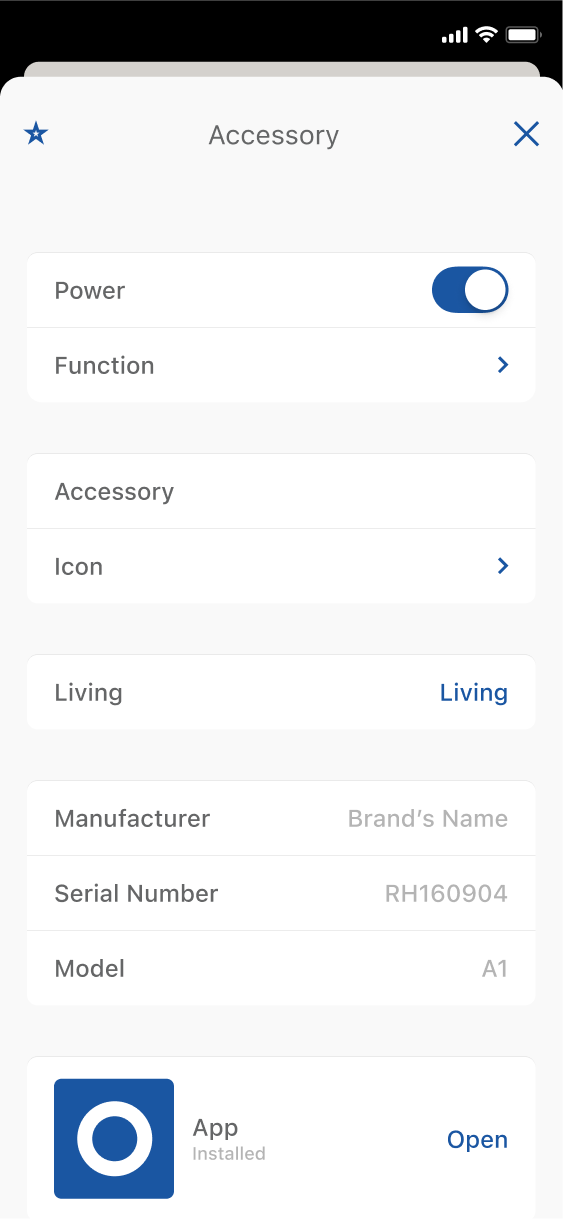 Accessory
Power
Function
Accessory
Icon
Living Living
Manufacturer Brand’s Name
Serial Number RH160904
Model A1
App
Installed
Open